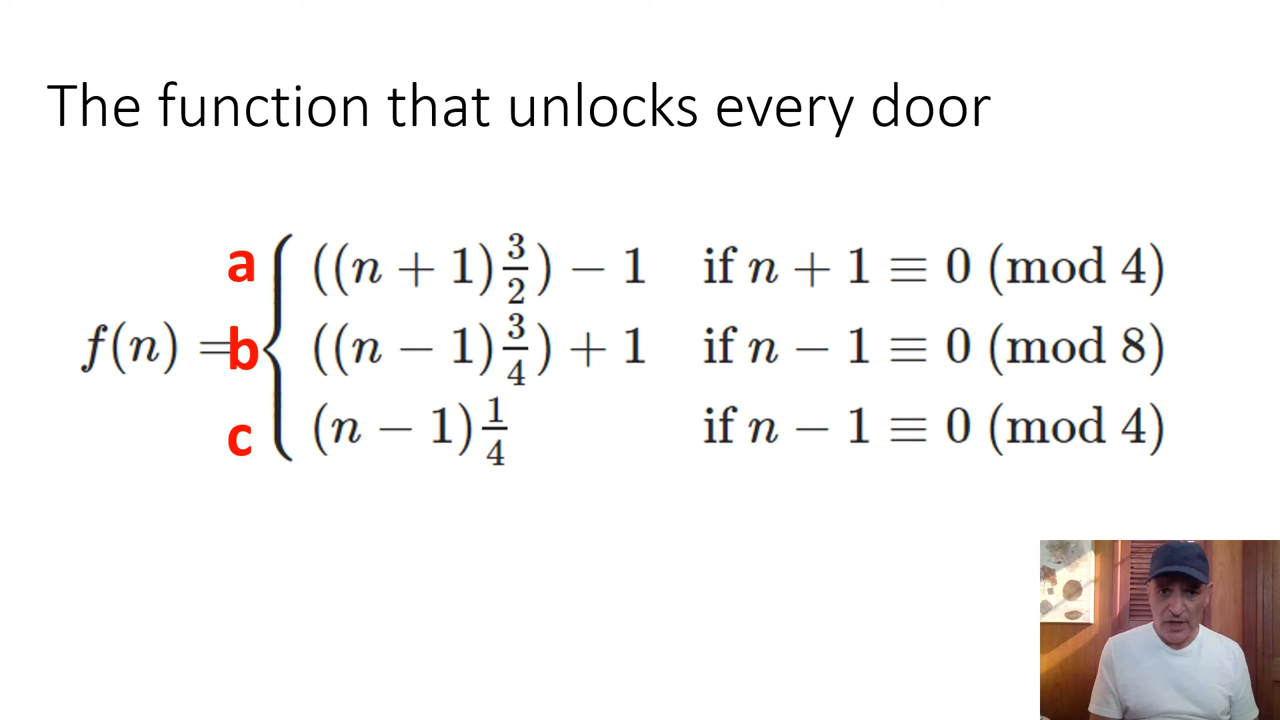 The function that unlocks every door
a ((n + 1) 3/2) − 1 if n + 1 ≡ 0 (mod 4)
f(n) = b ((n − 1) 3/4) + 1 if n − 1 ≡ 0 (mod 8)
c (n − 1) 1/4 if n − 1 ≡ 0 (mod 4)